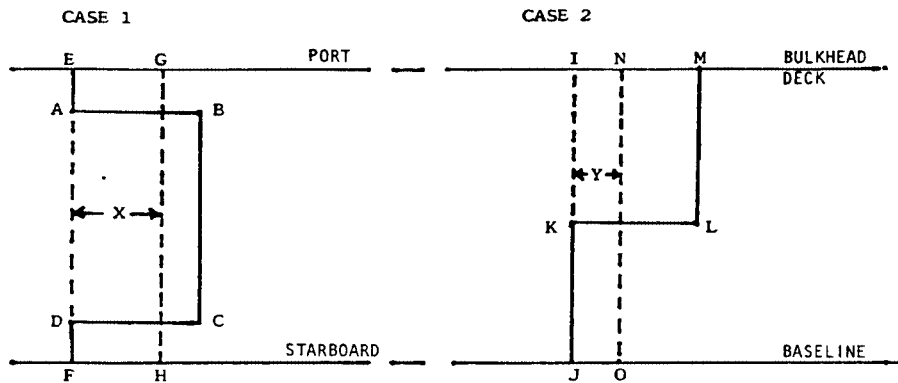 CASE 1
CASE 2
E G PORT I N M BULKHEAD
DECK
A B
Y
X K L
D C
STARBOARD BASELINE
F H J O